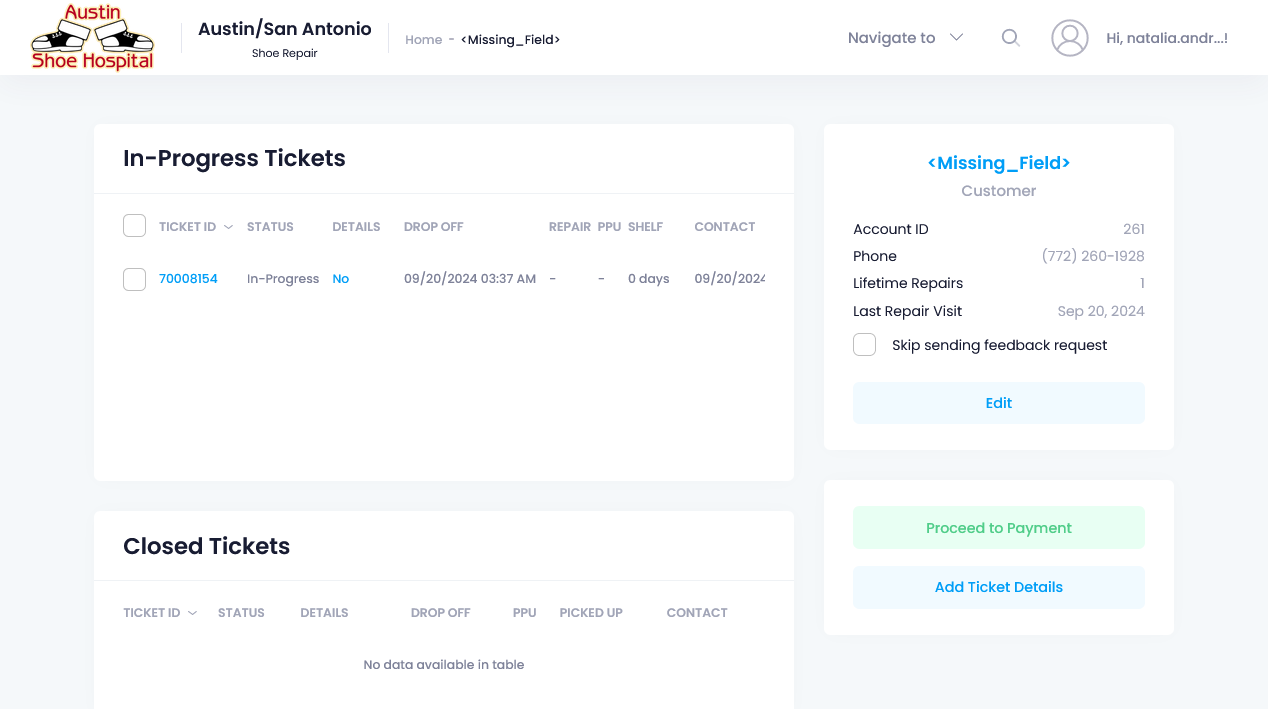 Austin
Shoe Hospital
Austin/San Antonio
Shoe Repair
Home - <Missing_Field>
Navigate to
Hi, natalia.andr...!
In-Progress Tickets
TICKET ID STATUS DETAILS DROP OFF REPAIR PPU SHELF CONTACT
70008154 In-Progress No 09/20/2024 03:37 AM - - 0 days 09/20/2024
<Missing_Field>
Customer
Account ID 261
Phone (772) 260-1928
Lifetime Repairs 1
Last Repair Visit Sep 20, 2024
Skip sending feedback request
Edit
Closed Tickets
TICKET ID STATUS DETAILS DROP OFF PPU PICKED UP CONTACT
No data available in table
Proceed to Payment
Add Ticket Details